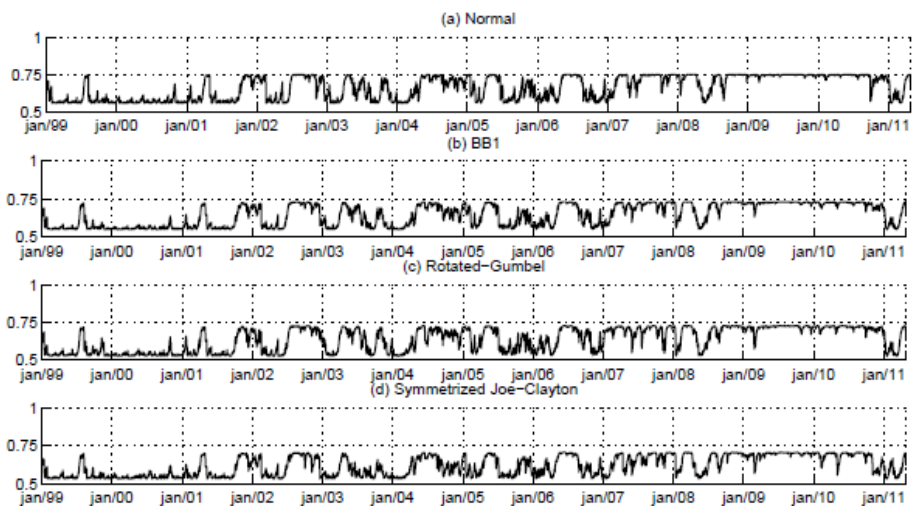 (a) Normal
1
0.75
0.5
jan/99 jan/00 jan/01 jan/02 jan/03 jan/04 jan/05 jan/06 jan/07 jan/08 jan/09 jan/10 jan/11
(b) BB1
1
0.75
0.5
jan/99 jan/00 jan/01 jan/02 jan/03 jan/04 jan/05 jan/06 jan/07 jan/08 jan/09 jan/10 jan/11
(c) Rotated−Gumbel
1
0.75
0.5
jan/99 jan/00 jan/01 jan/02 jan/03 jan/04 jan/05 jan/06 jan/07 jan/08 jan/09 jan/10 jan/11
(d) Symmetrized Joe−Clayton
1
0.75
0.5
jan/99 jan/00 jan/01 jan/02 jan/03 jan/04 jan/05 jan/06 jan/07 jan/08 jan/09 jan/10 jan/11